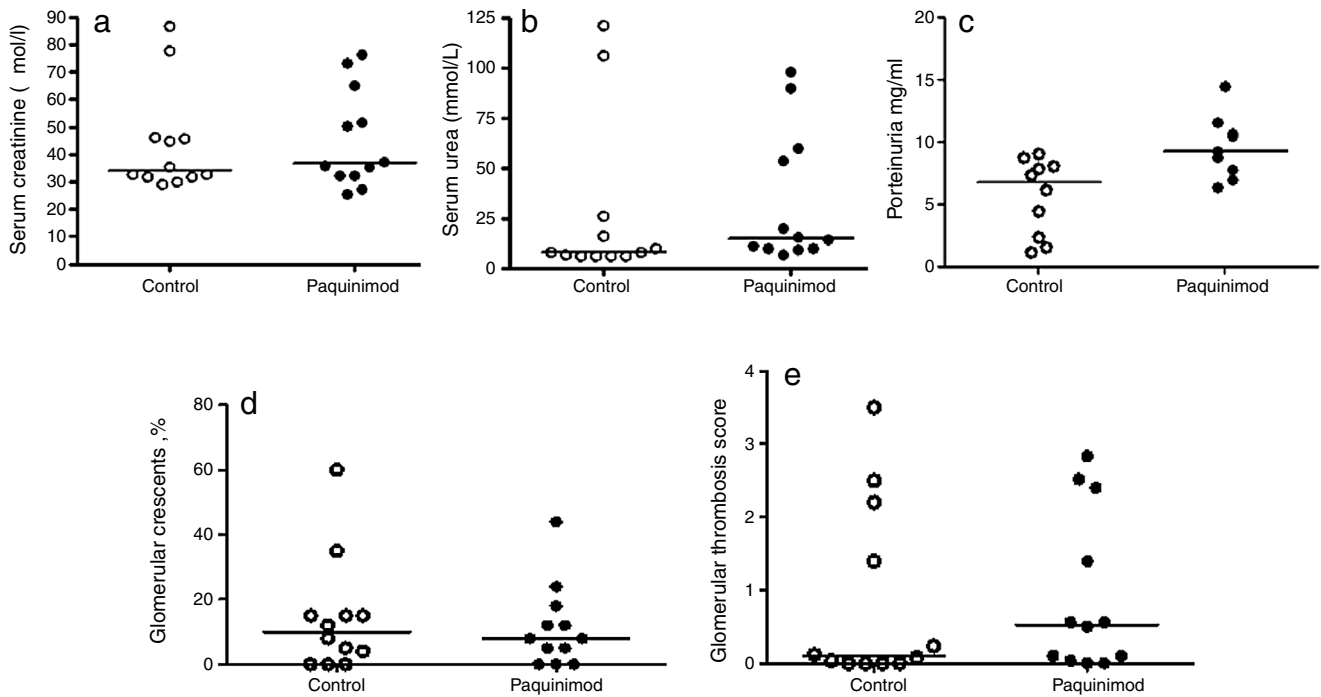 a
Serum creatinine ( mol/l)
90
80
70
60
50
40
30
20
10
0
Control Paquinimod
b
Serum urea (mmol/L)
125
100
75
50
25
0
Control Paquinimod
c
Porteinuria mg/ml
20
15
10
5
0
Control Paquinimod
d
Glomerular crescents ,%
80
60
40
20
0
Control Paquinimod
e
Glomerular thrombosis score
4
3
2
1
0
Control Paquinimod